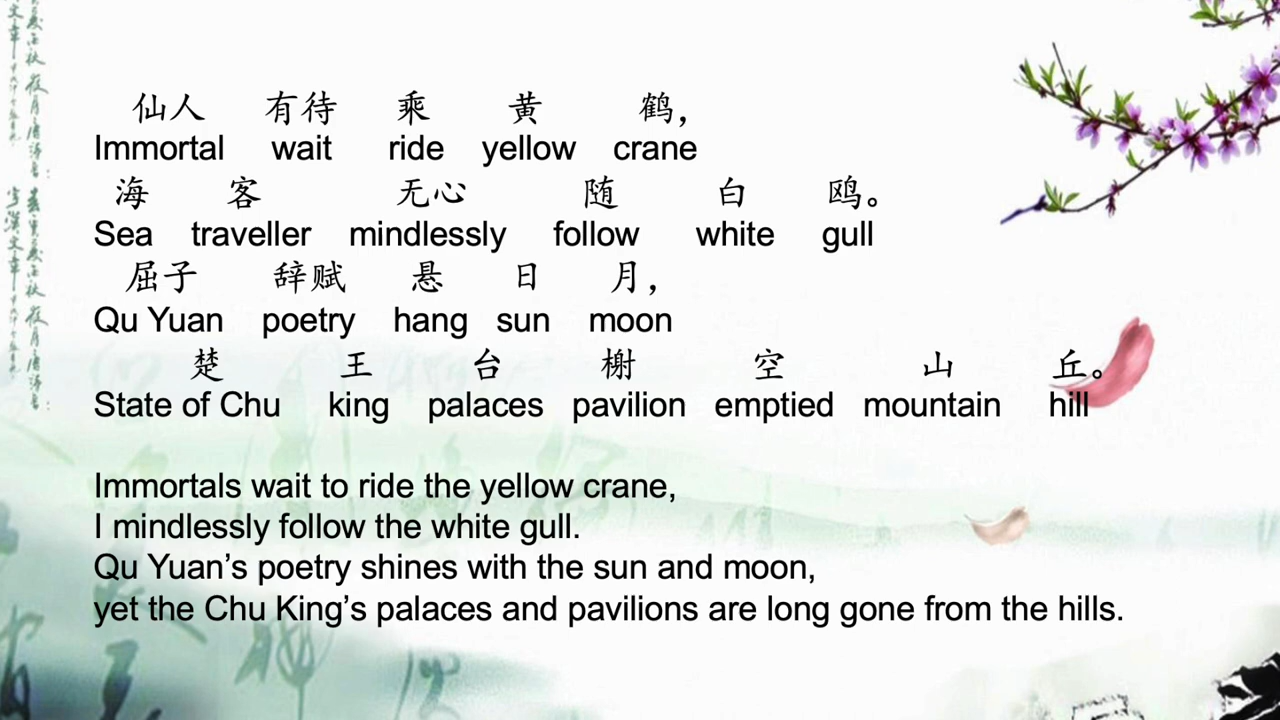 仙人 有待 乘 黄 鹤，
Immortal wait ride yellow crane
海 客 无心 随 白 鸥。
Sea traveller mindlessly follow white gull
屈子 辞赋 悬 日 月，
Qu Yuan poetry hang sun moon
楚 王 台 榭 空 山 丘。
State of Chu king palaces pavilion emptied mountain hill
Immortals wait to ride the yellow crane,
I mindlessly follow the white gull.
Qu Yuan’s poetry shines with the sun and moon,
yet the Chu King’s palaces and pavilions are long gone from the hills.